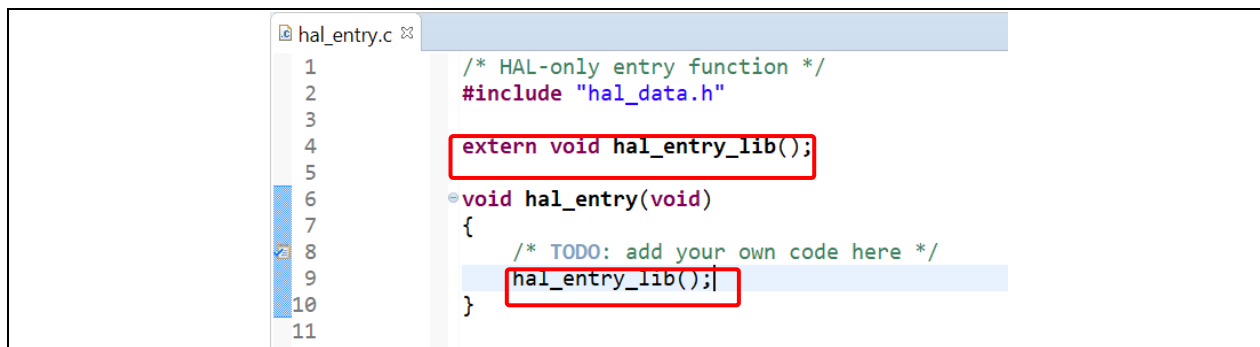 hal_entry.c
1 /* HAL-only entry function */
2 #include "hal_data.h"
3
4 extern void hal_entry_lib();
5
6 void hal_entry(void)
7 {
8 /* TODO: add your own code here */
9 hal_entry_lib();
10 }
11